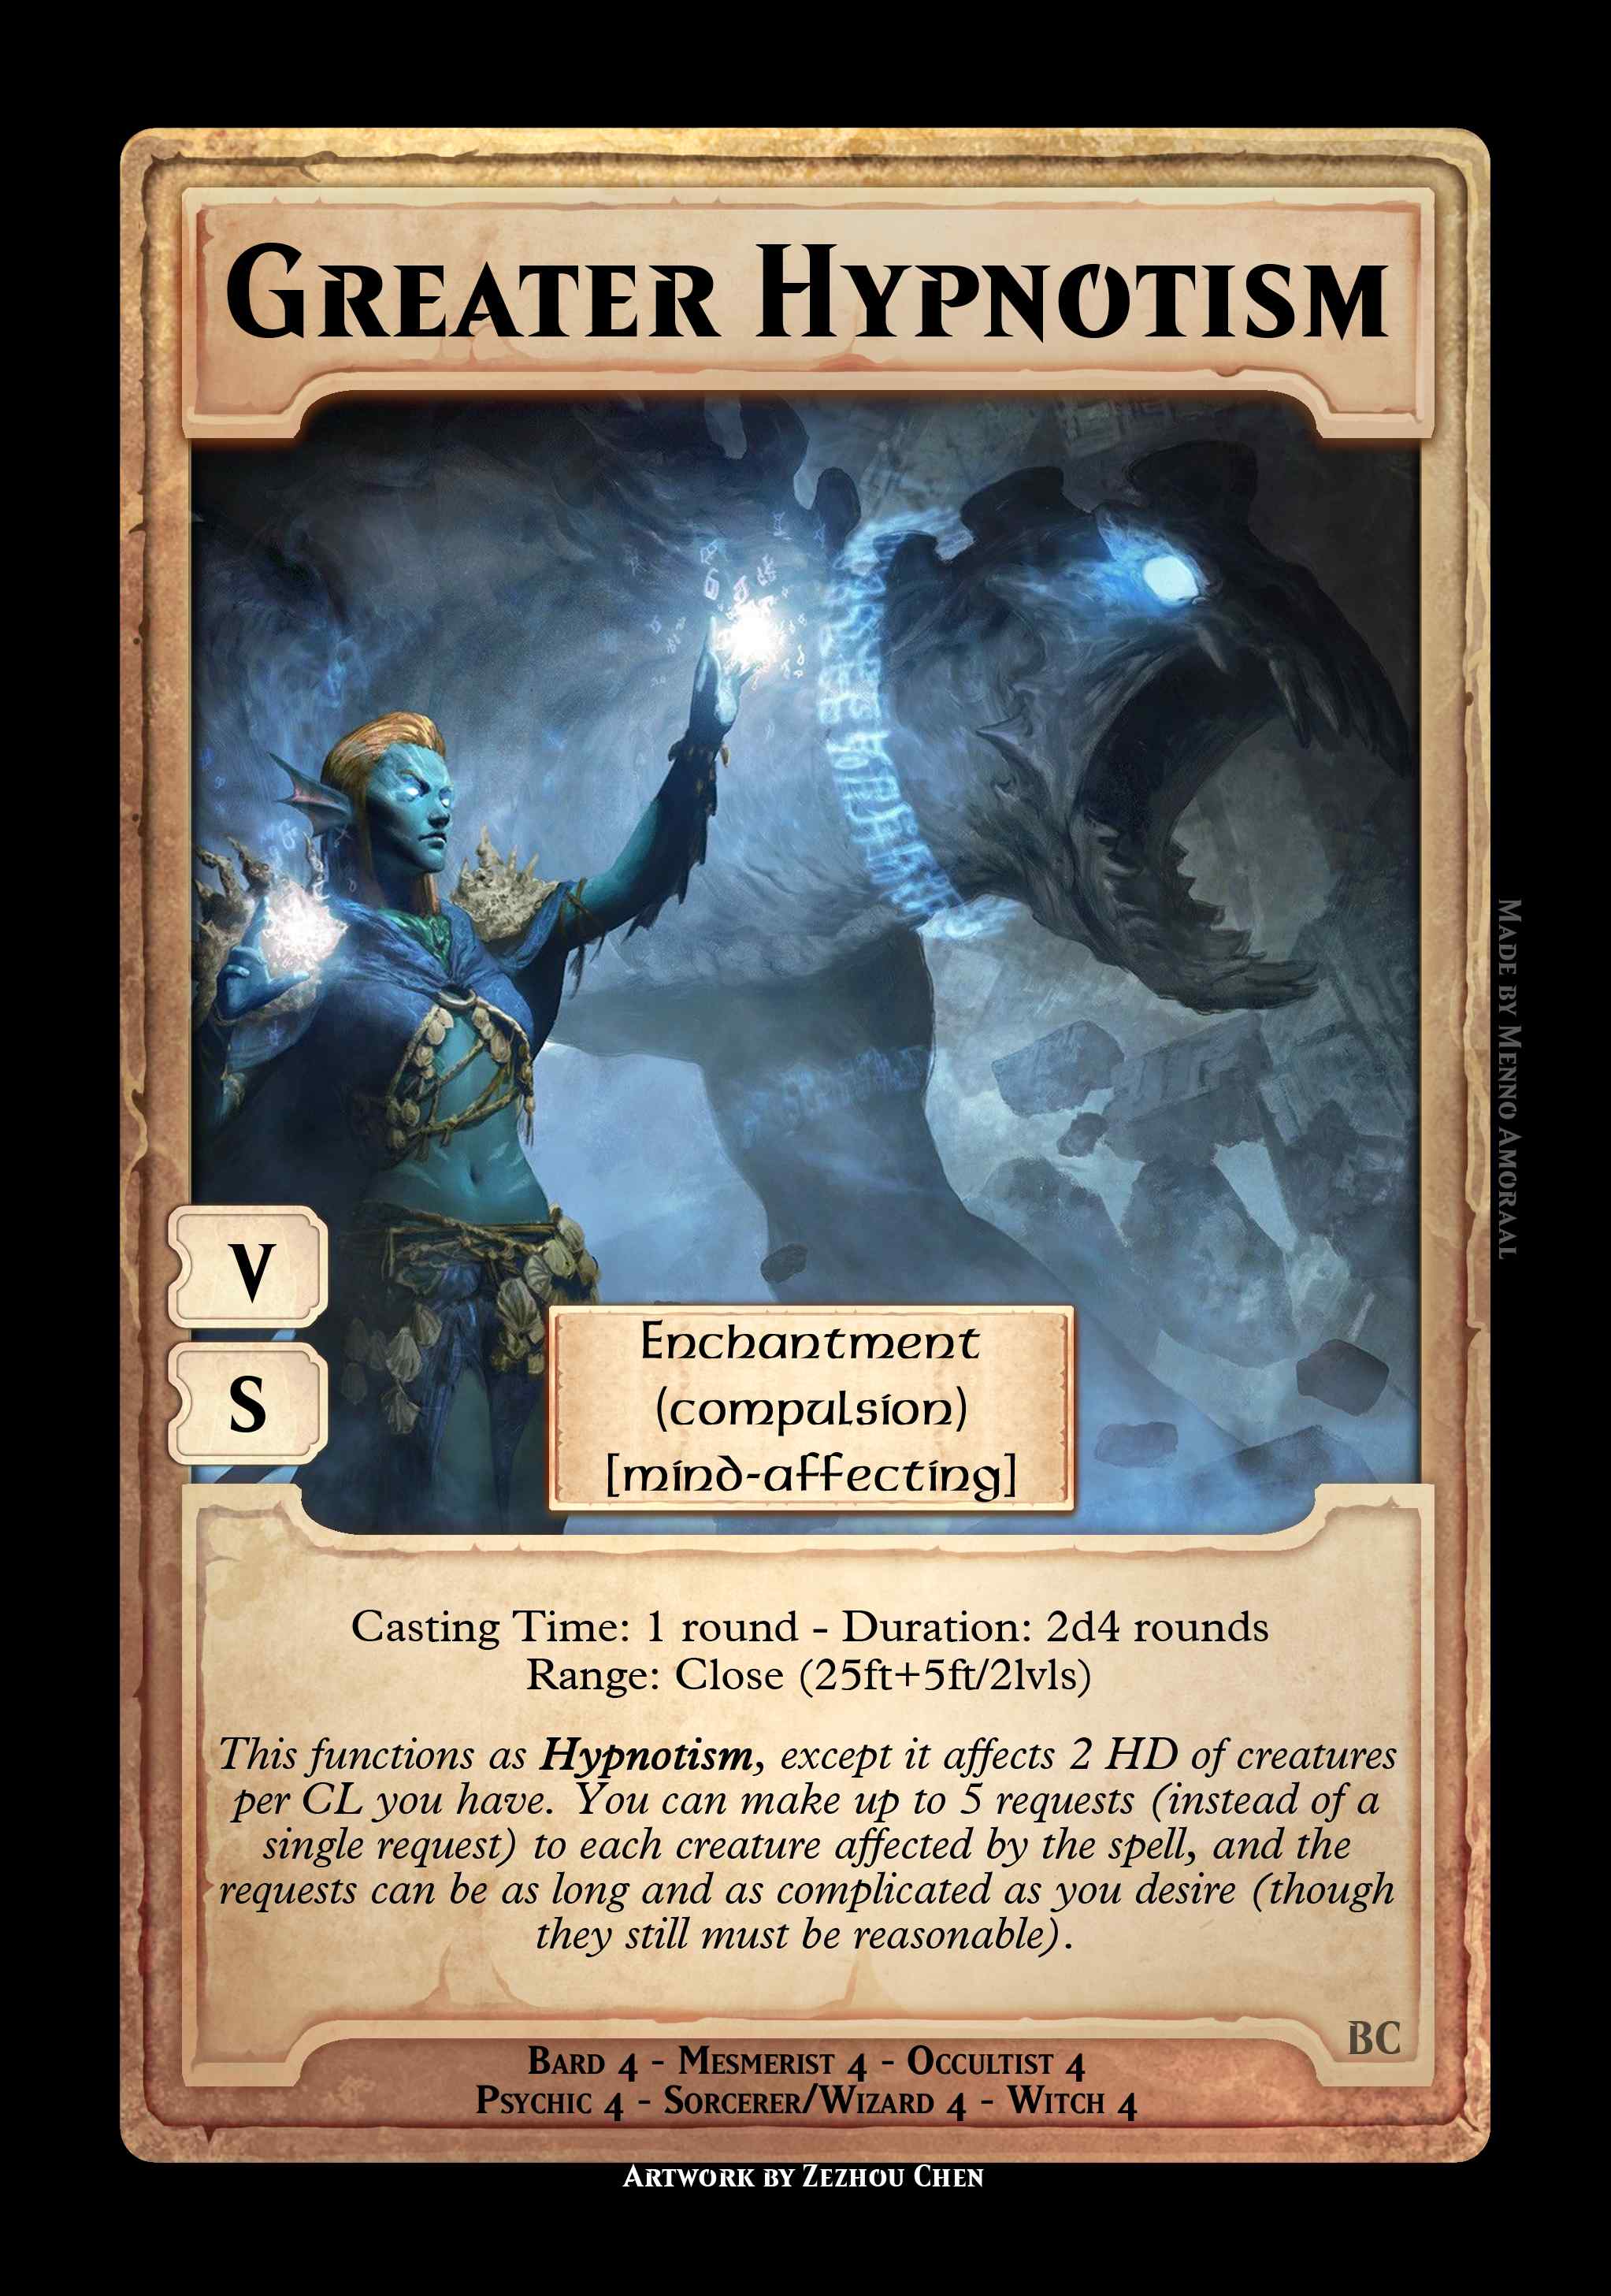 Greater Hypnotism
V
S
Enchantment
(compulsion)
[mind-affecting]
Casting Time: 1 round - Duration: 2d4 rounds
Range: Close (25ft+5ft/2lvls)
This functions as Hypnotism, except it affects 2 HD of creatures
per CL you have. You can make up to 5 requests (instead of a
single request) to each creature affected by the spell, and the
requests can be as long and as complicated as you desire (though
they still must be reasonable).
BC
Bard 4 - Mesmerist 4 - Occultist 4
Psychic 4 - Sorcerer/Wizard 4 - Witch 4
Artwork by Zezhou Chen
Made by Menno Amoraal